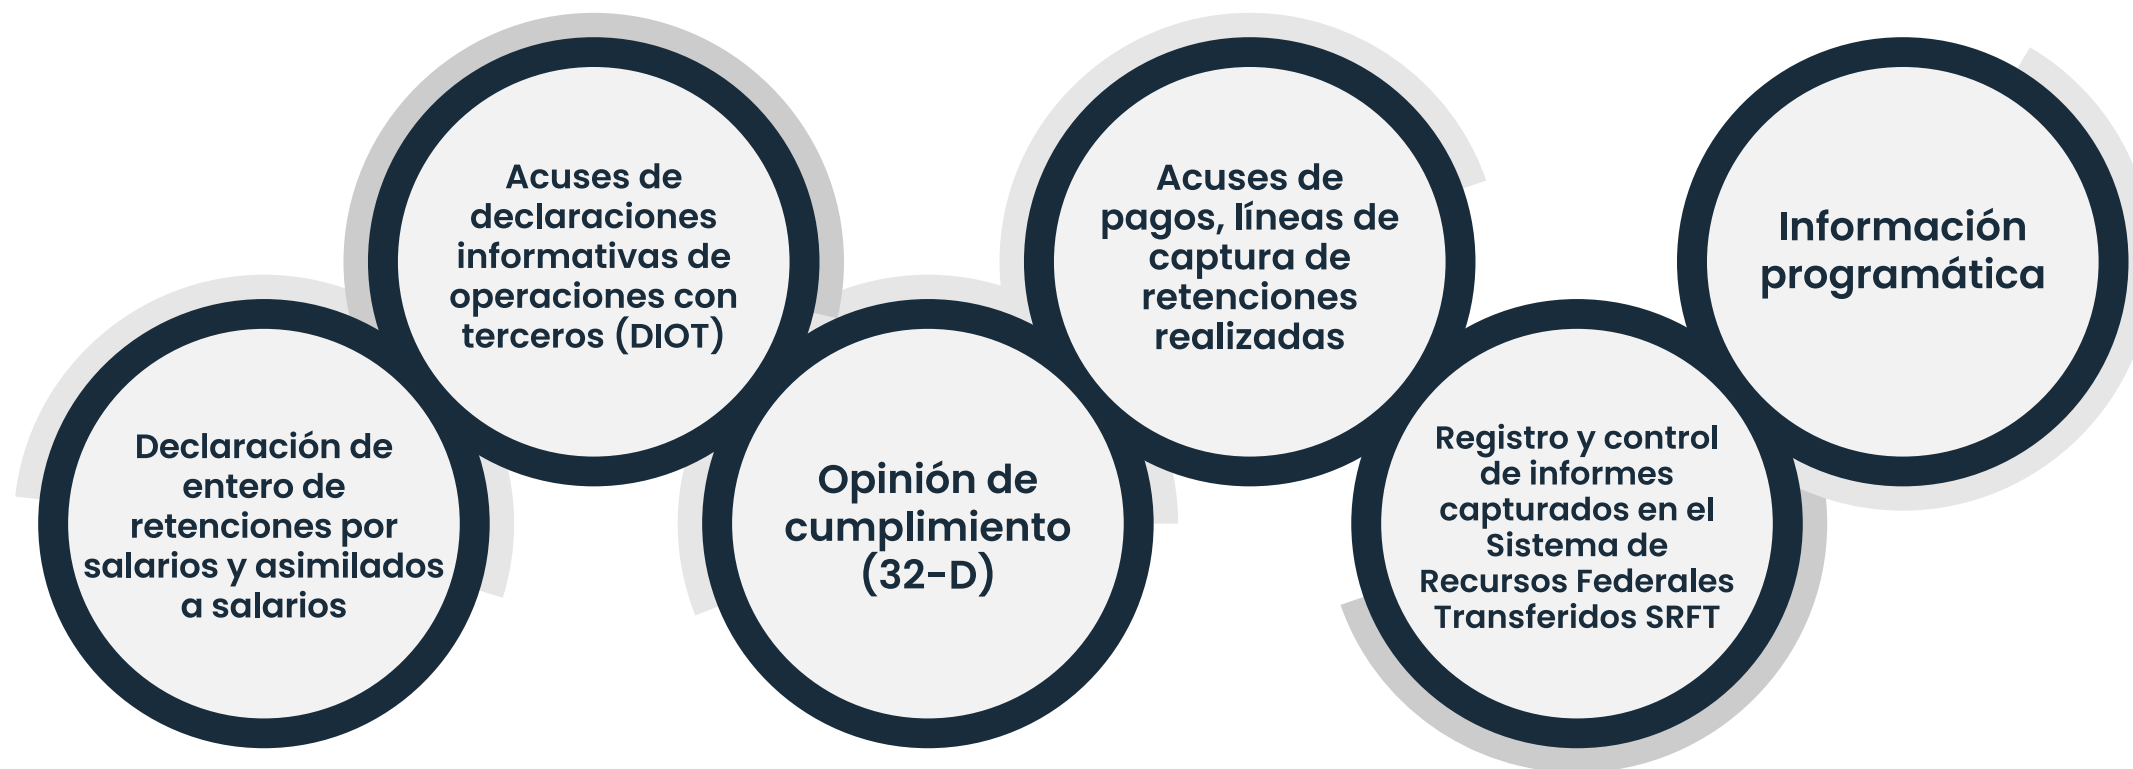 Declaración de
entero de
retenciones por
salarios y asimilados
a salarios
Acuses de
declaraciones
informativas de
operaciones con
terceros (DIOT)
Opinión de
cumplimiento
(32-D)
Acuses de
pagos, líneas de
captura de
retenciones
realizadas
Registro y control
de informes
capturados en el
Sistema de
Recursos Federales
Transferidos SRFT
Información
programática